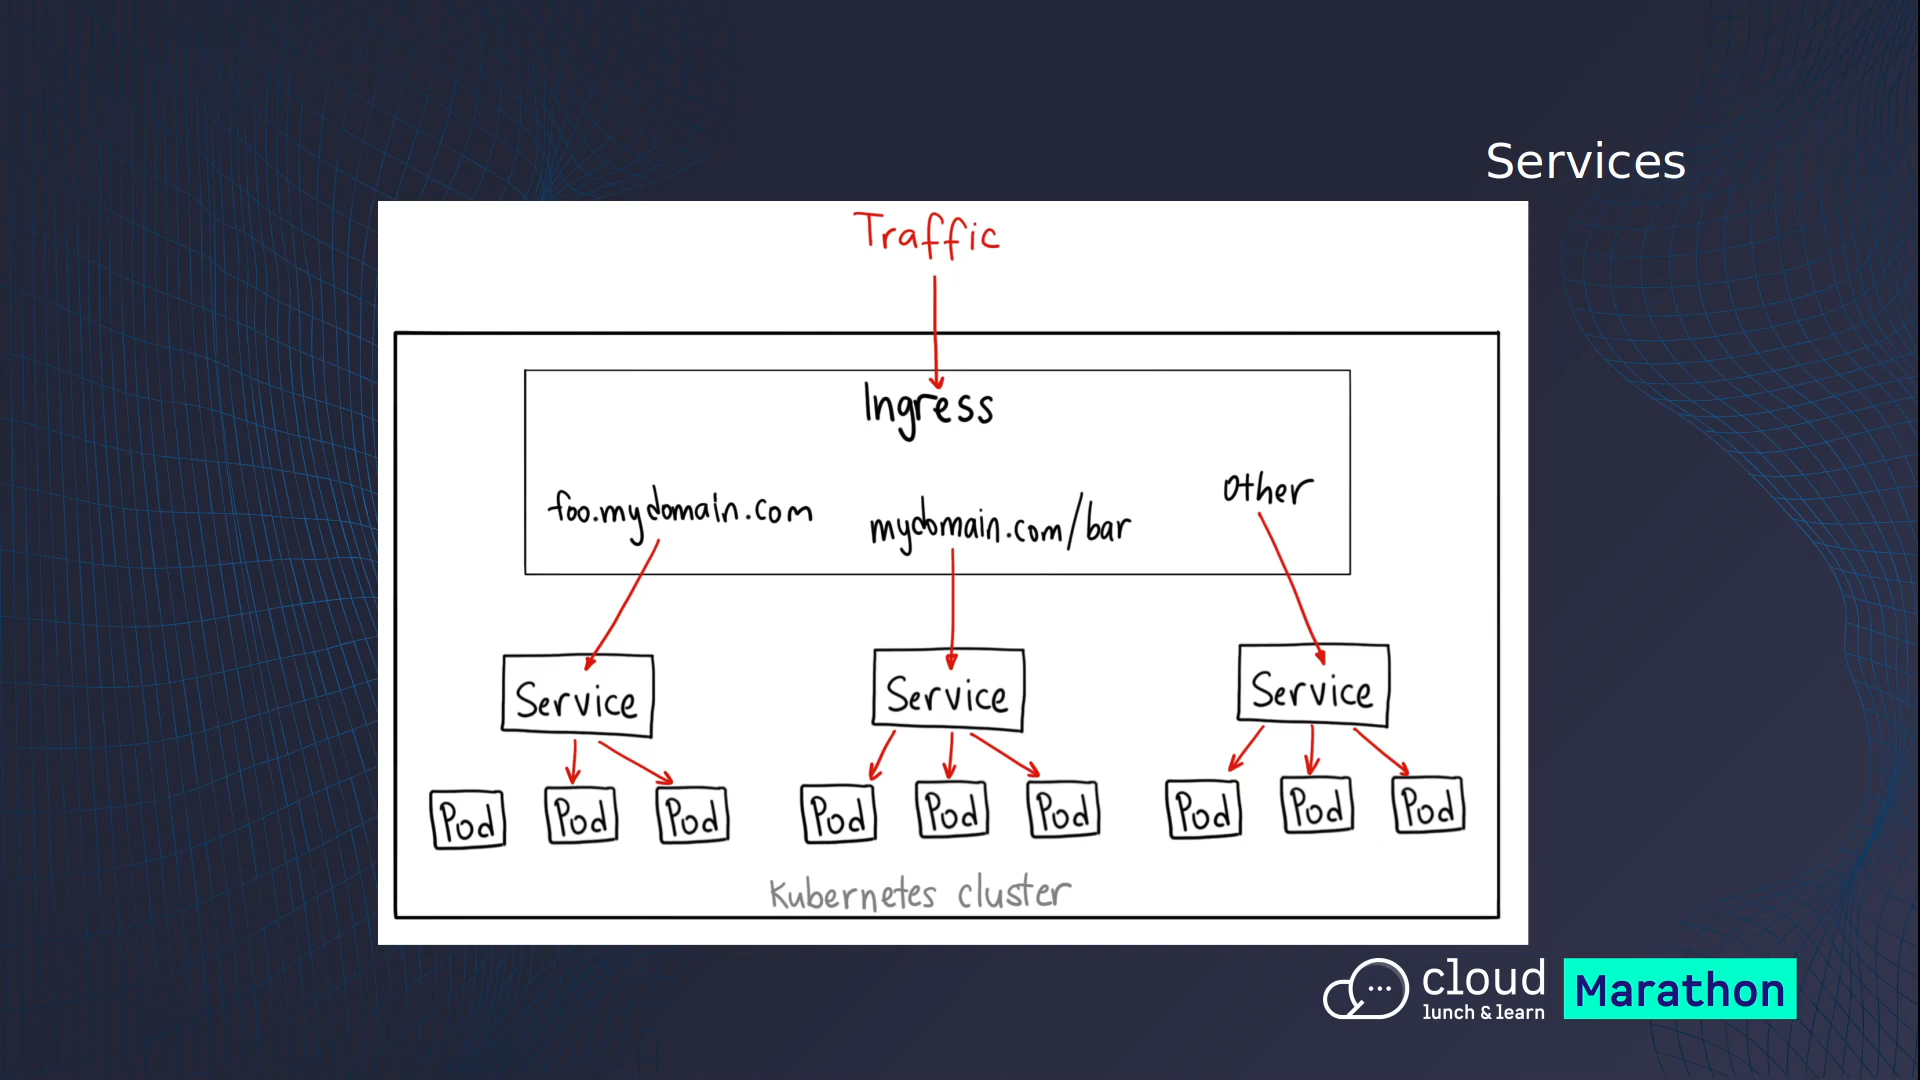 Services
Traffic
Ingress
foo.mydomain.com
mydomain.com/bar
other
Service
Service
Service
Pod
Pod
Pod
Pod
Pod
Pod
Pod
Pod
Pod
Kubernetes cluster
cloud
lunch & learn
Marathon